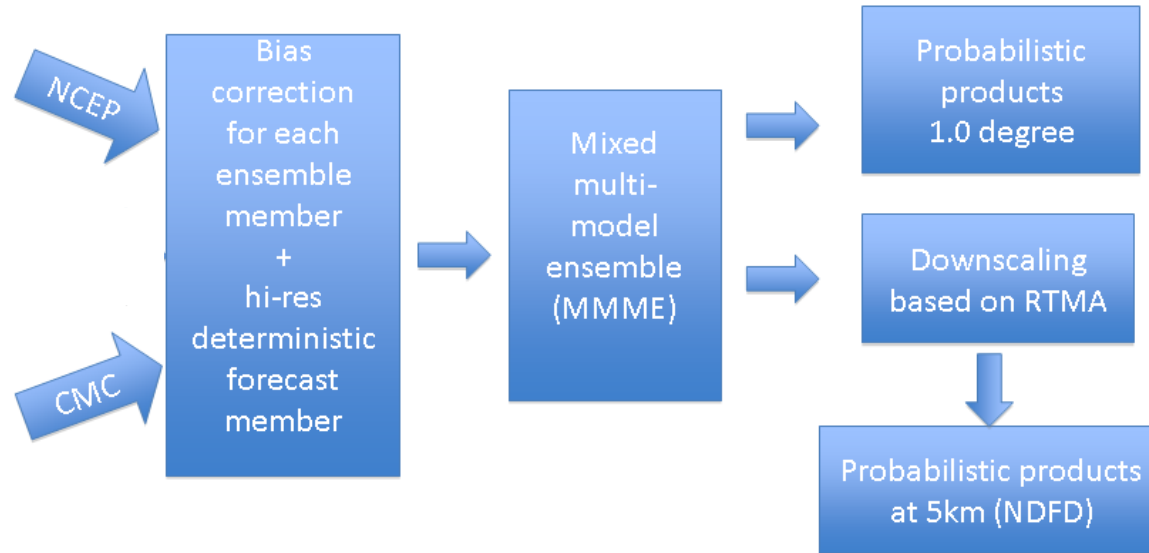 NCEP
CMC
Bias
correction
for each
ensemble
member
+
hi-res
deterministic
forecast
member
Mixed
multi-
model
ensemble
(MMME)
Probabilistic
products
1.0 degree
Downscaling
based on RTMA
Probabilistic products
at 5km (NDFD)